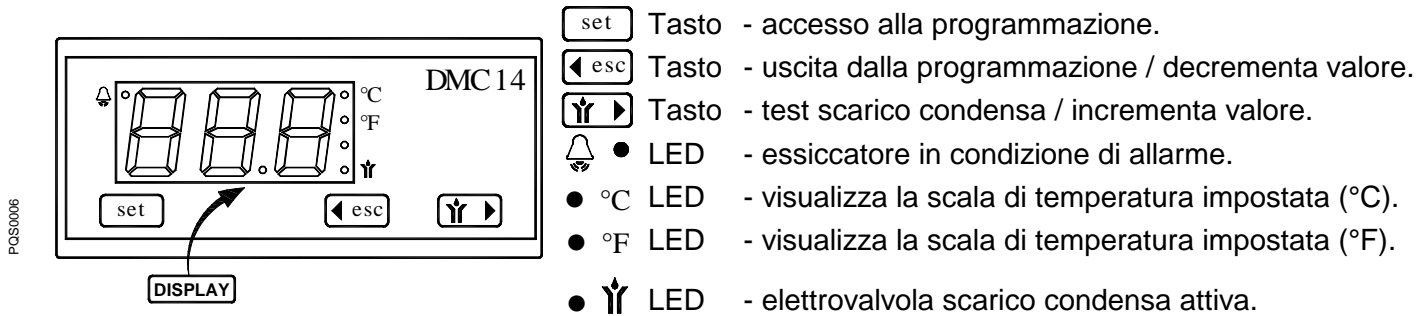 PQS0006
DMC 14
°C
°F
set
esc
DISPLAY
set Tasto - accesso alla programmazione.
esc Tasto - uscita dalla programmazione / decrementa valore.
Tasto - test scarico condensa / incrementa valore.
LED - essiccatore in condizione di allarme.
°C LED - visualizza la scala di temperatura impostata (°C).
°F LED - visualizza la scala di temperatura impostata (°F).
LED - elettrovalvola scarico condensa attiva.